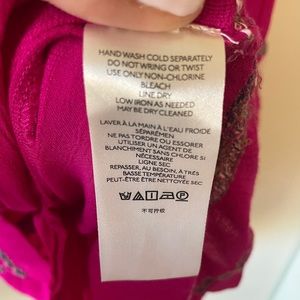 HAND WASH COLD SEPARATELY
DO NOT WRING OR TWIST
USE ONLY NON-CHLORINE
BLEACH
LINE DRY
LOW IRON AS NEEDED
MAY BE DRY CLEANED
LAVER À LA MAIN À L'EAU FROIDE
SÉPARÉMEN
NE PAS TORDRE OU ESSORER
UTILISER UN AGENT DE
BLANCHIMENT SANS CHLORE SI
NÉCESSAIRE
LIGNE SEC
REPASSER, AU BESOIN, À TRÈS
BASSE TEMPÉRATURE
PEUT-ÊTRE ÊTRE NETTOYÉE SEC
不可拧绞